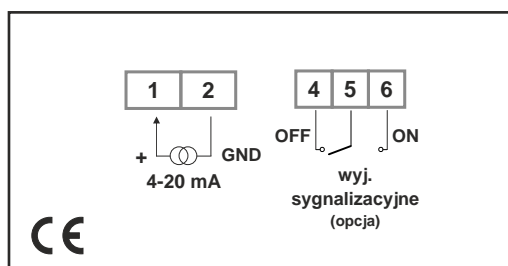 1 2
4 5 6
OFF ON
+ GND
4-20 mA
wyj.
sygnalizacyjne
(opcja)
CE